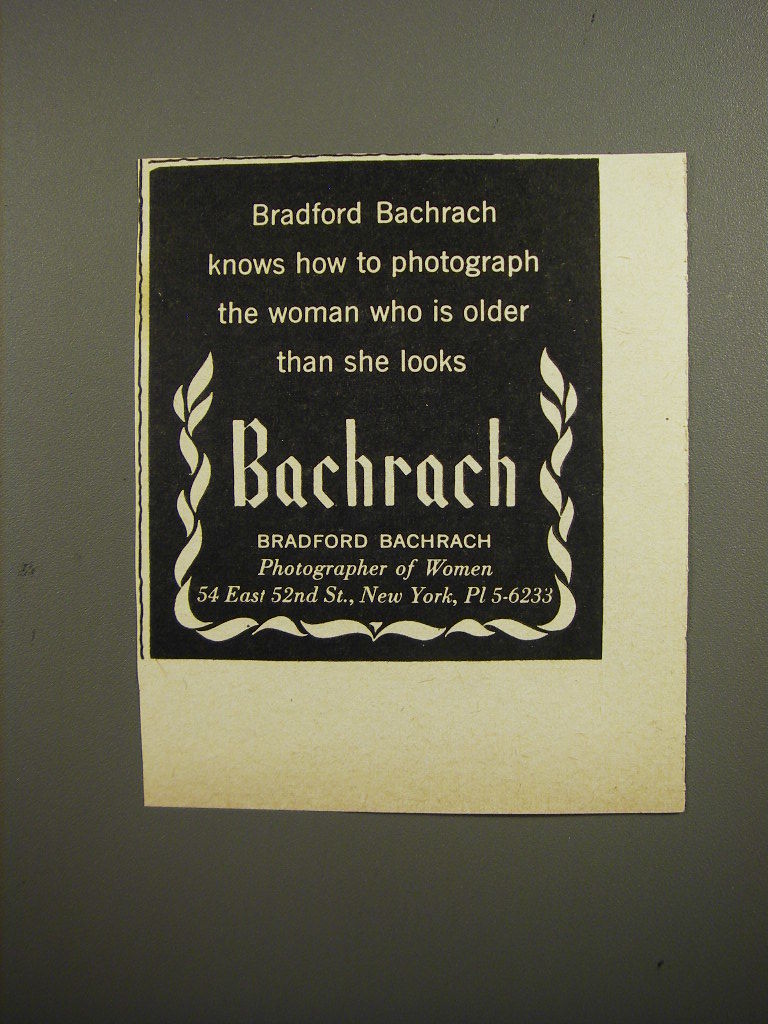 Bradford Bachrach
knows how to photograph
the woman who is older
than she looks
Bachrach
BRADFORD BACHRACH
Photographer of Women
54 East 52nd St., New York, Pl 5-6233